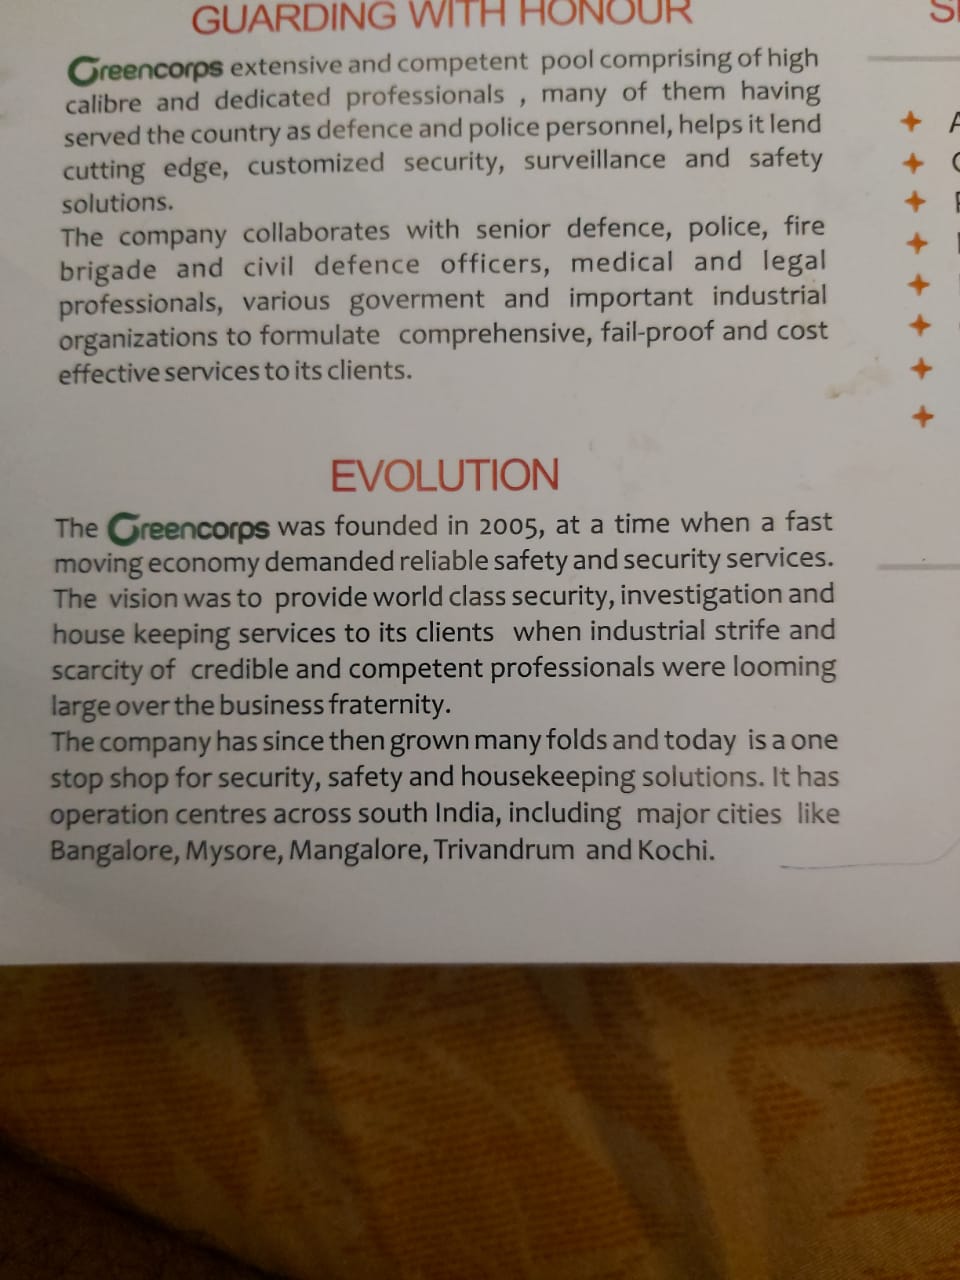 GUARDING WITH HONOUR
Greencorps extensive and competent pool comprising of high
calibre and dedicated professionals , many of them having
served the country as defence and police personnel, helps it lend
cutting edge, customized security, surveillance and safety
solutions.
The company collaborates with senior defence, police, fire
brigade and civil defence officers, medical and legal
professionals, various goverment and important industrial
organizations to formulate comprehensive, fail-proof and cost
effective services to its clients.
EVOLUTION
The Greencorps was founded in 2005, at a time when a fast
moving economy demanded reliable safety and security services.
The vision was to provide world class security, investigation and
house keeping services to its clients when industrial strife and
scarcity of credible and competent professionals were looming
large over the business fraternity.
The company has since then grown many folds and today is a one
stop shop for security, safety and housekeeping solutions. It has
operation centres across south India, including major cities like
Bangalore, Mysore, Mangalore, Trivandrum and Kochi.